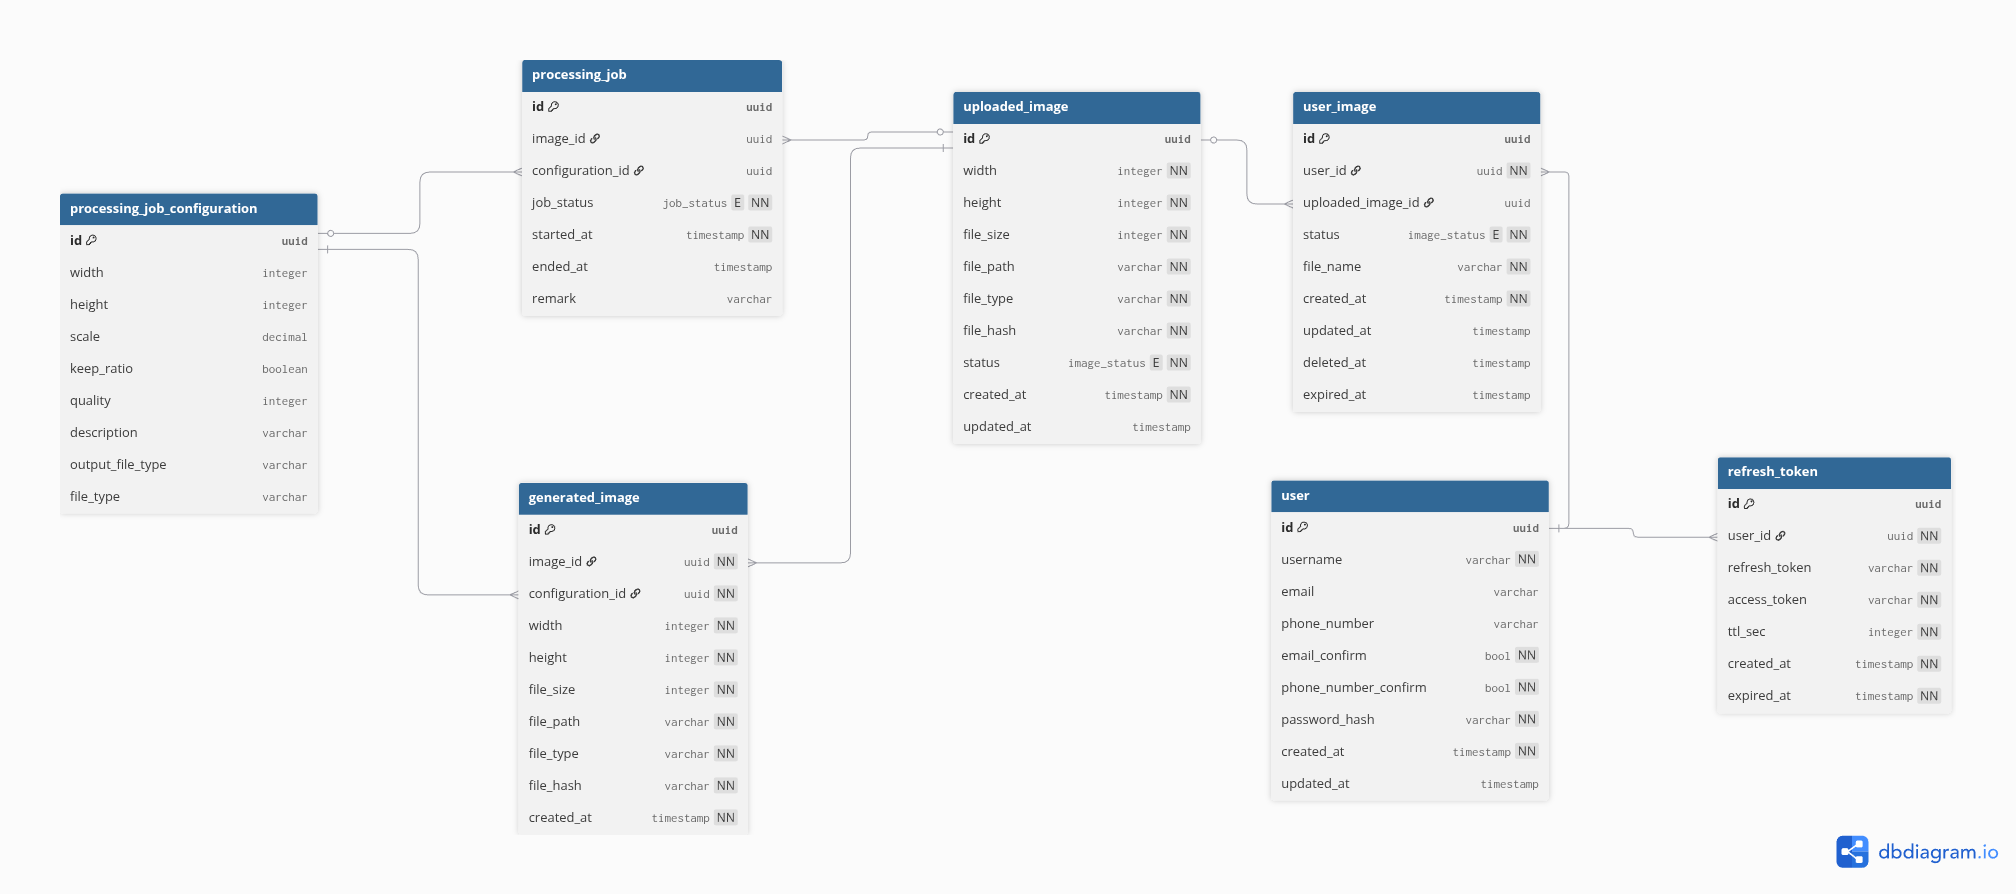 processing_job_configuration
id uuid
width integer
height integer
scale decimal
keep_ratio boolean
quality integer
description varchar
output_file_type varchar
file_type varchar
processing_job
id uuid
image_id uuid
configuration_id uuid
job_status job_status E NN
started_at timestamp NN
ended_at timestamp
remark varchar
generated_image
id uuid
image_id uuid NN
configuration_id uuid NN
width integer NN
height integer NN
file_size integer NN
file_path varchar NN
file_type varchar NN
file_hash varchar NN
created_at timestamp NN
uploaded_image
id uuid
width integer NN
height integer NN
file_size integer NN
file_path varchar NN
file_type varchar NN
file_hash varchar NN
status image_status E NN
created_at timestamp NN
updated_at timestamp
user_image
id uuid
user_id uuid NN
uploaded_image_id uuid
status image_status E NN
file_name varchar NN
created_at timestamp NN
updated_at timestamp
deleted_at timestamp
expired_at timestamp
user
id uuid
username varchar NN
email varchar
phone_number varchar
email_confirm bool NN
phone_number_confirm bool NN
password_hash varchar NN
created_at timestamp NN
updated_at timestamp
refresh_token
id uuid
user_id uuid NN
refresh_token varchar NN
access_token varchar NN
ttl_sec integer NN
created_at timestamp NN
expired_at timestamp NN
dbdiagram.io